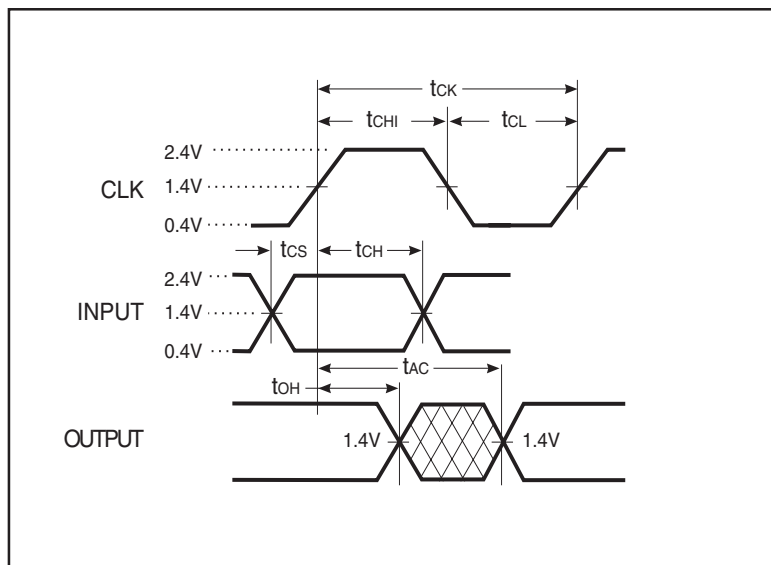 tCK
tCHI
tCL
2.4V
CLK
1.4V
0.4V
tCS
tCH
2.4V
INPUT
1.4V
0.4V
tAC
tOH
OUTPUT
1.4V
1.4V